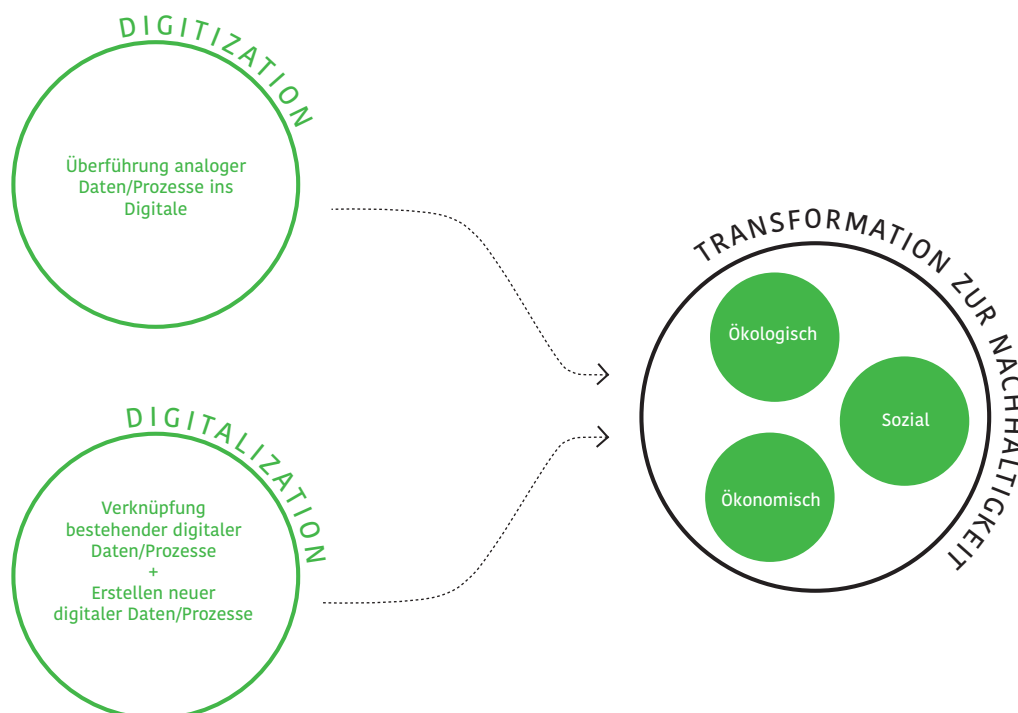 DIGITIZATION
Überführung analoger
Daten/Prozesse ins
Digitale
DIGITALIZATION
Verknüpfung
bestehender digitaler
Daten/Prozesse
+
Erstellen neuer
digitaler Daten/Prozesse
TRANSFORMATION ZUR NACHHALTIGKEIT
Ökologisch
Sozial
Ökonomisch